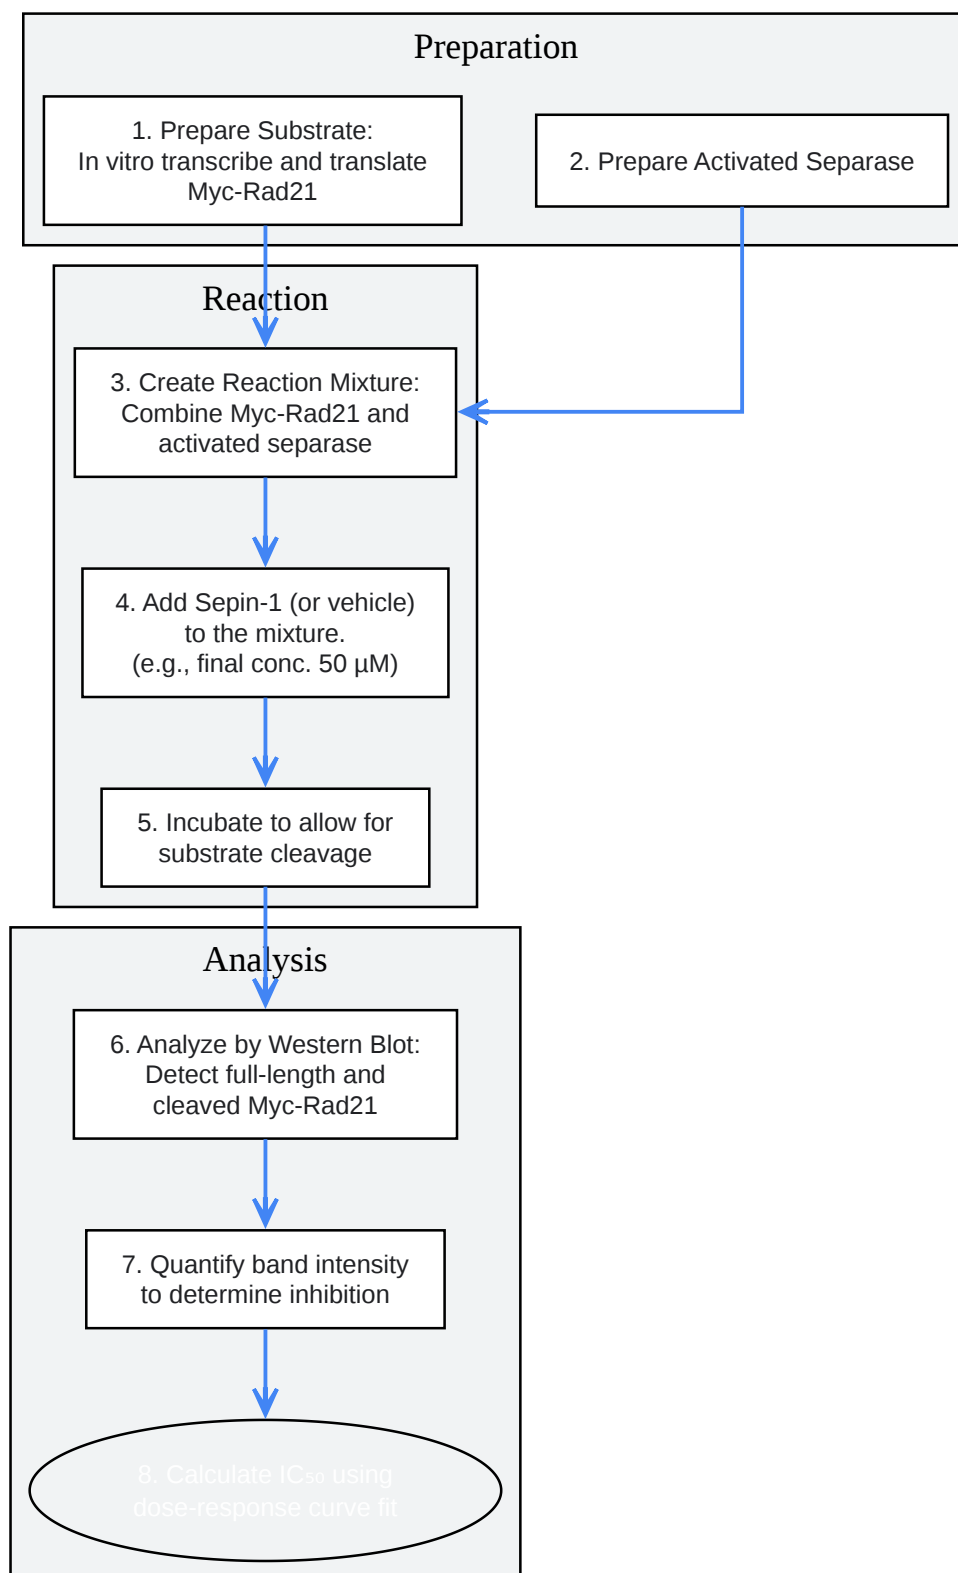 Preparation
1. Prepare Substrate:
In vitro transcribe and translate
Myc-Rad21
2. Prepare Activated Separase
Reaction
3. Create Reaction Mixture:
Combine Myc-Rad21 and
activated separase
4. Add Sepin-1 (or vehicle)
to the mixture.
(e.g., final conc. 50 µM)
5. Incubate to allow for
substrate cleavage
Analysis
6. Analyze by Western Blot:
Detect full-length and
cleaved Myc-Rad21
7. Quantify band intensity
to determine inhibition
8. Calculate IC₅₀ using
dose-response curve fit